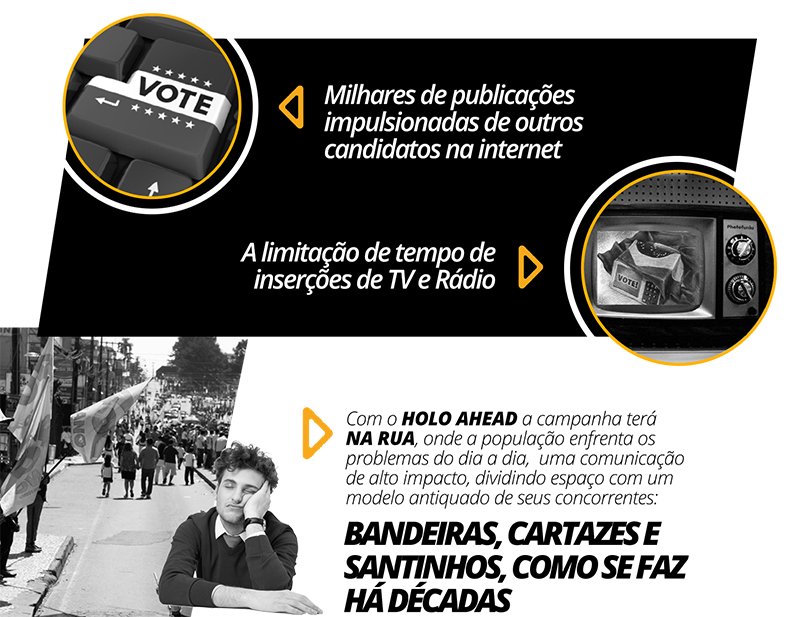 VOTE
Milhares de publicações
impulsionadas de outros
candidatos na internet
A limitação de tempo de
inserções de TV e Rádio
VOTE!
Com o HOLO AHEAD a campanha terá
NA RUA, onde a população enfrenta os
problemas do dia a dia, uma comunicação
de alto impacto, dividindo espaço com um
modelo antiquado de seus concorrentes:
BANDEIRAS, CARTAZES E
SANTINHOS, COMO SE FAZ
HÁ DÉCADAS